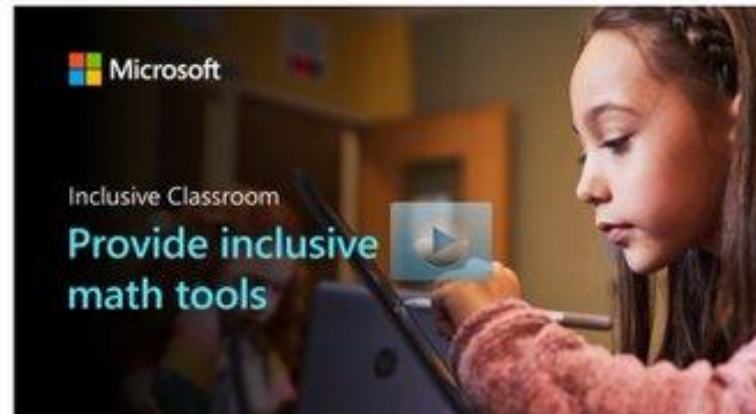 Microsoft
Inclusive Classroom
Provide inclusive
math tools